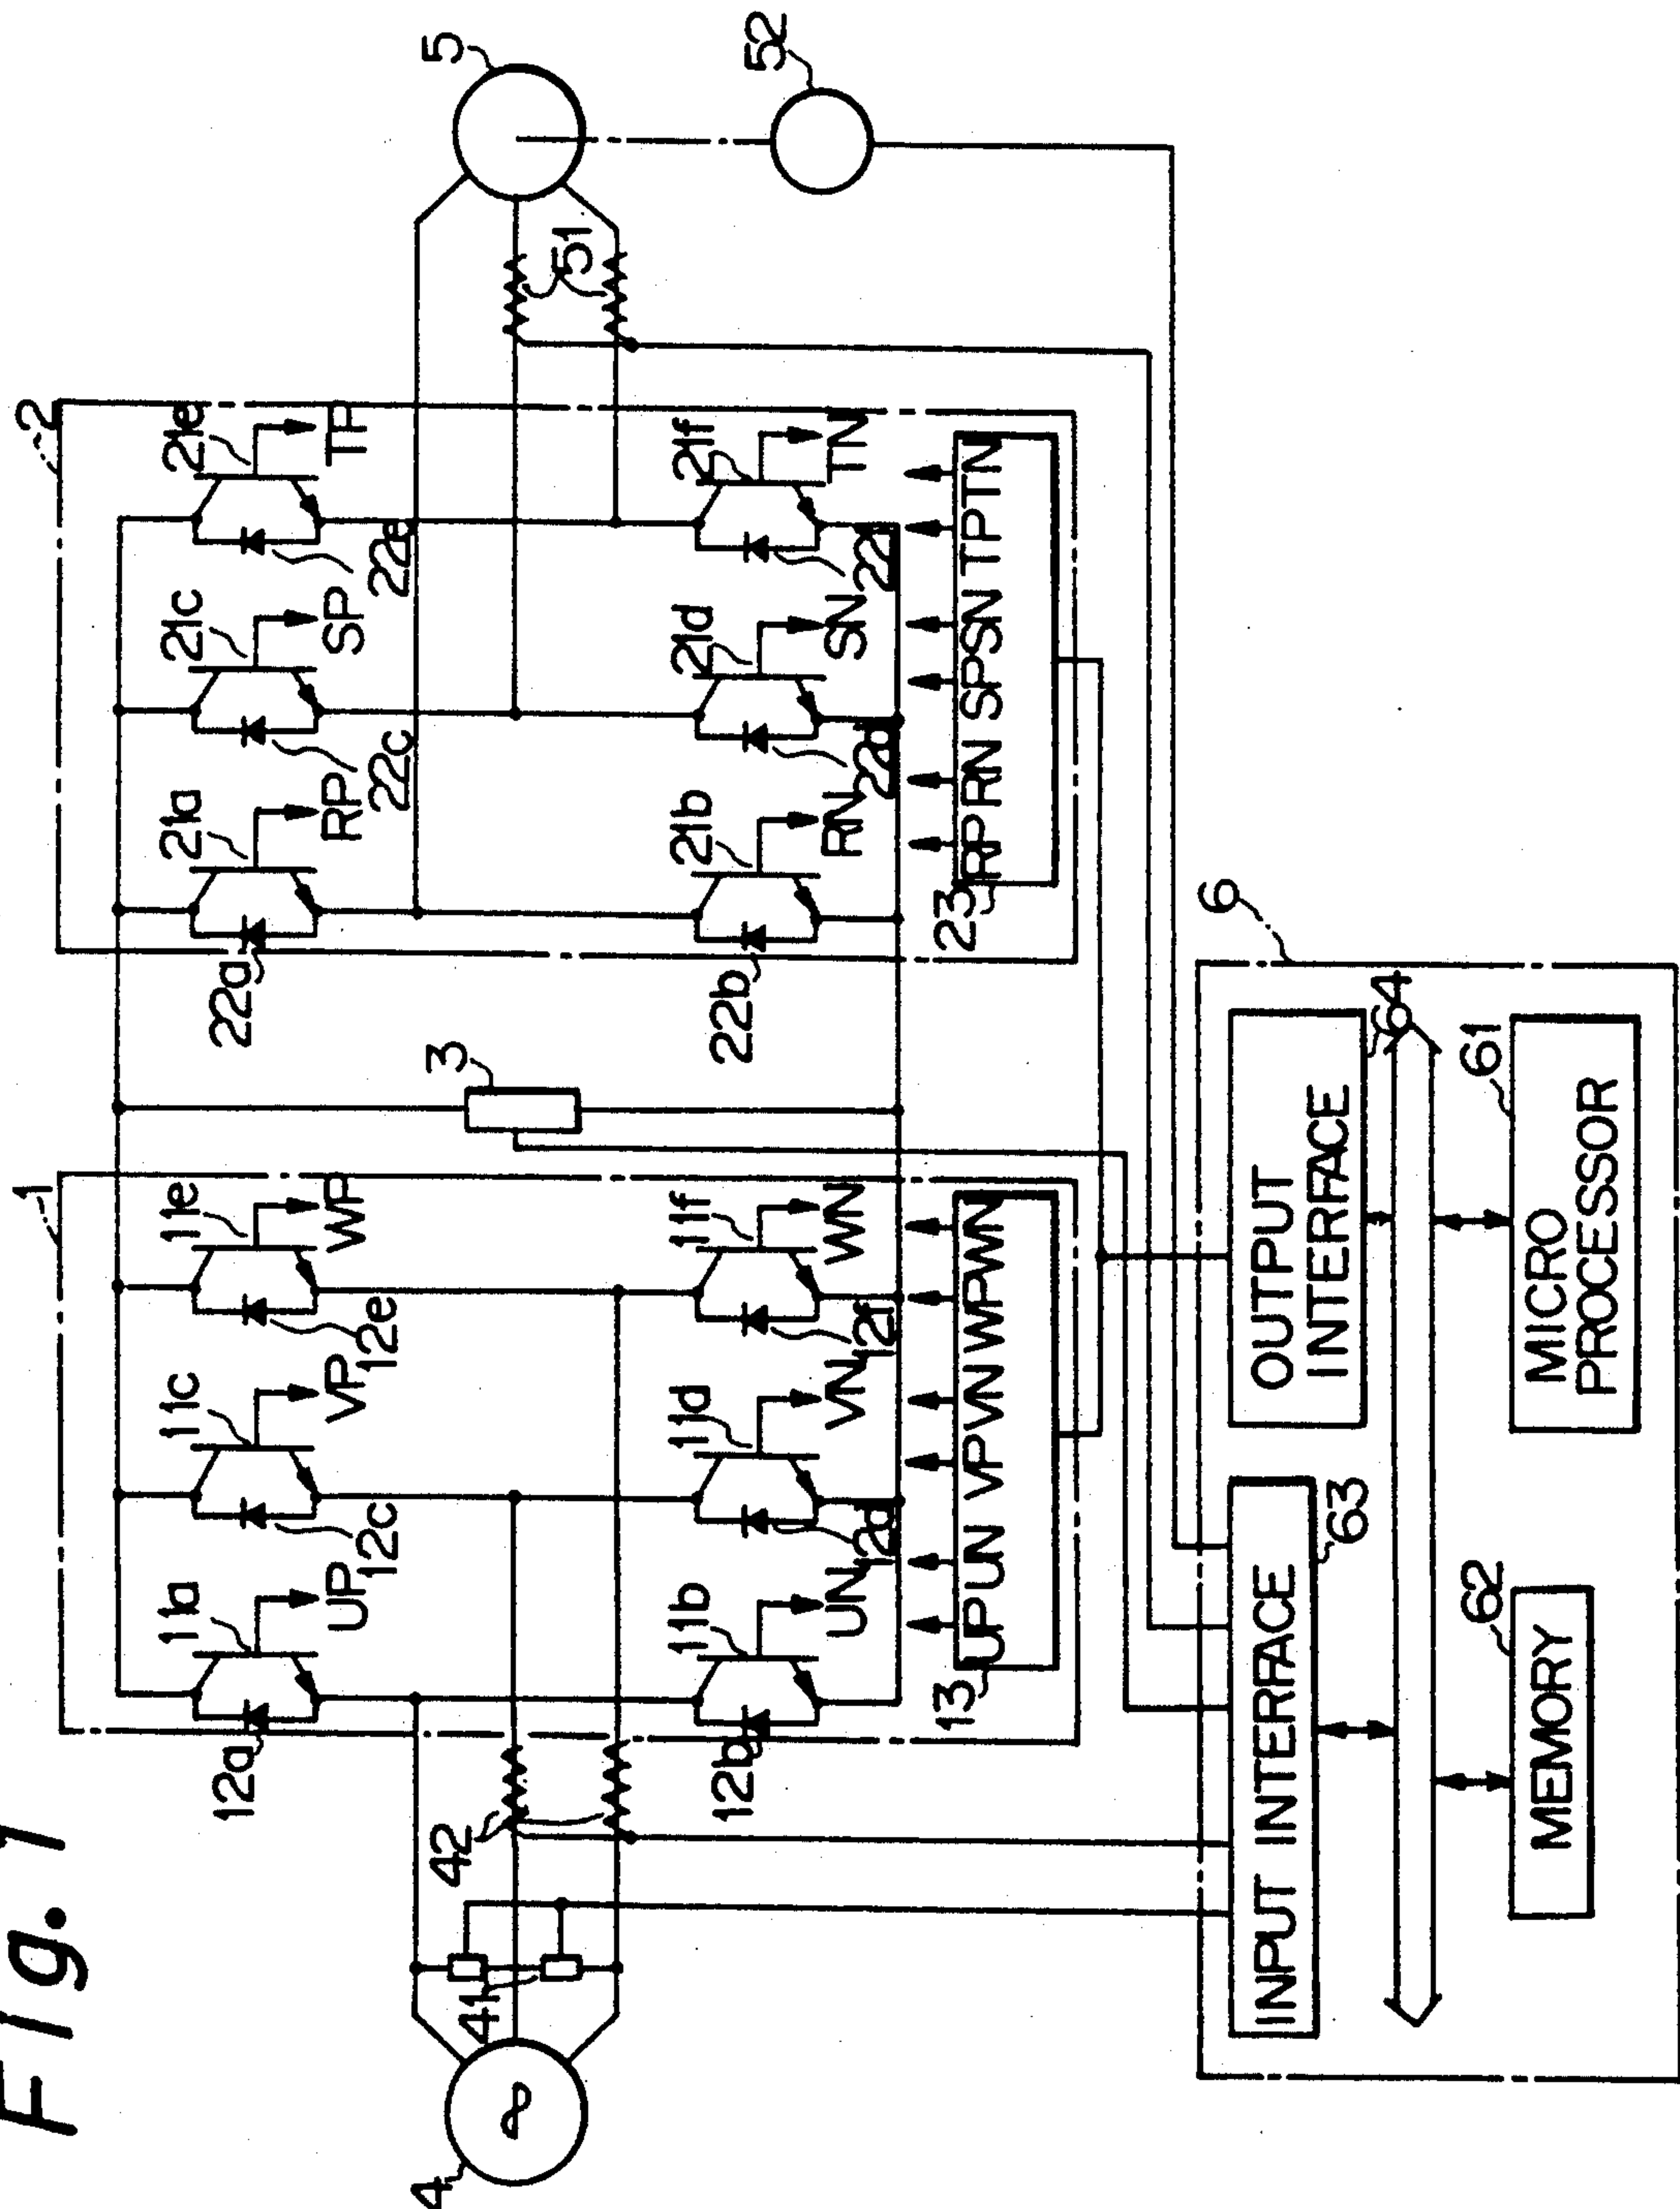 Fig. 1
1
2
11a
11c
11e
21a
21c
21e
UP
VP
WP
RP
SP
TP
12a
12c
12e
22a
22c
22e
3
4
41
42
5
51
52
11b
11d
11f
21b
21d
21f
UN
VN
WN
RN
SN
TN
12b
12d
12f
22b
22d
22f
13
UP UN VP VN WP WN
23
RP RN SP SN TP TN
6
INPUT INTERFACE
63
OUTPUT
INTERFACE
64
62
MEMORY
61
MICRO
PROCESSOR